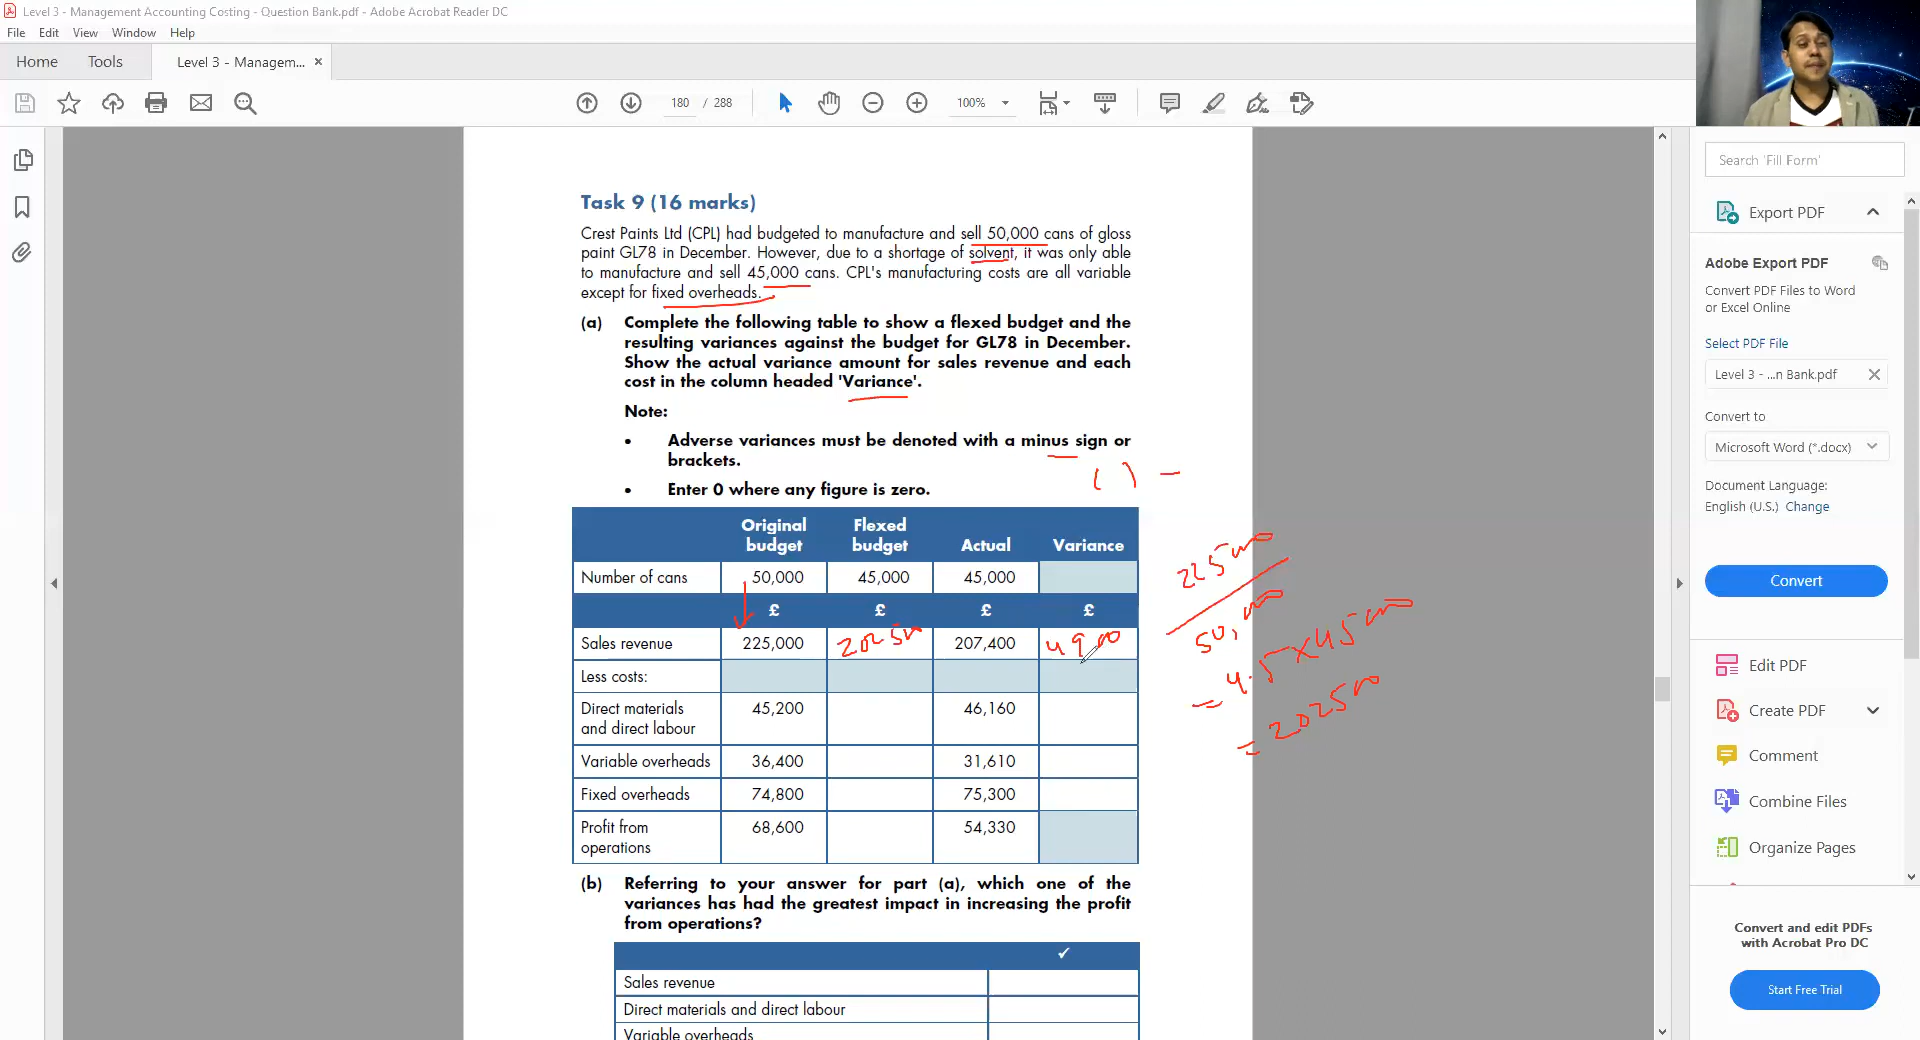 Level 3 - Management Accounting Costing - Question Bank.pdf - Adobe Acrobat Reader DC
File Edit View Window Help
Home Tools Level 3 - Managem... ×
180 / 288 100%
Task 9 (16 marks)
Crest Paints Ltd (CPL) had budgeted to manufacture and sell 50,000 cans of gloss
paint GL78 in December. However, due to a shortage of solvent, it was only able
to manufacture and sell 45,000 cans. CPL's manufacturing costs are all variable
except for fixed overheads.
(a) Complete the following table to show a flexed budget and the
resulting variances against the budget for GL78 in December.
Show the actual variance amount for sales revenue and each
cost in the column headed 'Variance'.
Note:
• Adverse variances must be denoted with a minus sign or
brackets.
( ) -
• Enter 0 where any figure is zero.
Original budget Flexed budget Actual Variance
Number of cans 50,000 45,000 45,000
£ £ £ £
Sales revenue 225,000 202500 207,400 4900
Less costs:
Direct materials and direct labour 45,200 46,160
Variable overheads 36,400 31,610
Fixed overheads 74,800 75,300
Profit from operations 68,600 54,330
225000
50,000
= 4.5 × 45000
= 202500
(b) Referring to your answer for part (a), which one of the
variances has had the greatest impact in increasing the profit
from operations?
✓
Sales revenue
Direct materials and direct labour
Variable overheads
Search 'Fill Form'
Export PDF
Adobe Export PDF
Convert PDF Files to Word
or Excel Online
Select PDF File
Level 3 - ...n Bank.pdf ×
Convert to
Microsoft Word (*.docx)
Document Language:
English (U.S.) Change
Convert
Edit PDF
Create PDF
Comment
Combine Files
Organize Pages
Convert and edit PDFs
with Acrobat Pro DC
Start Free Trial